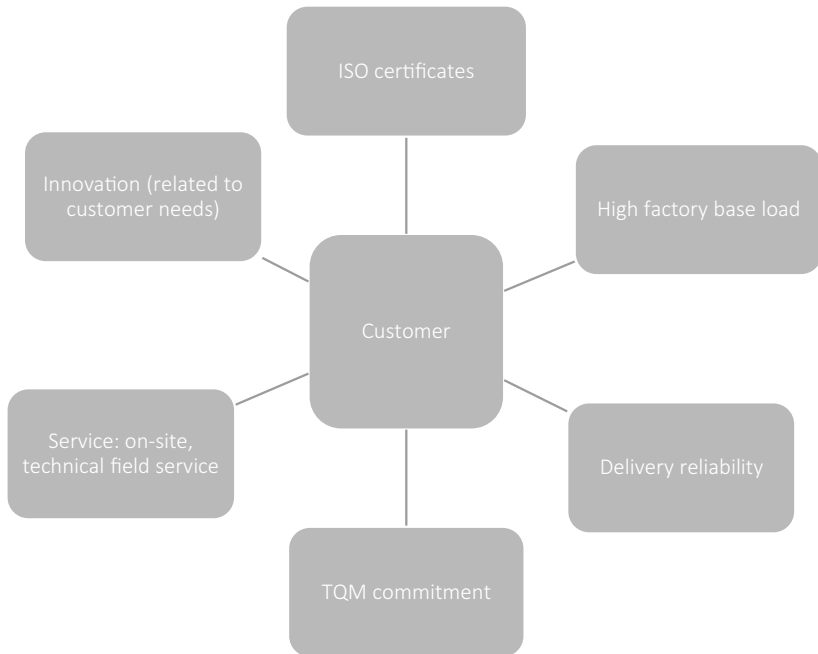 ISO certificates
Innovation (related to
customer needs)
High factory base load
Customer
Service: on-site,
technical field service
Delivery reliability
TQM commitment